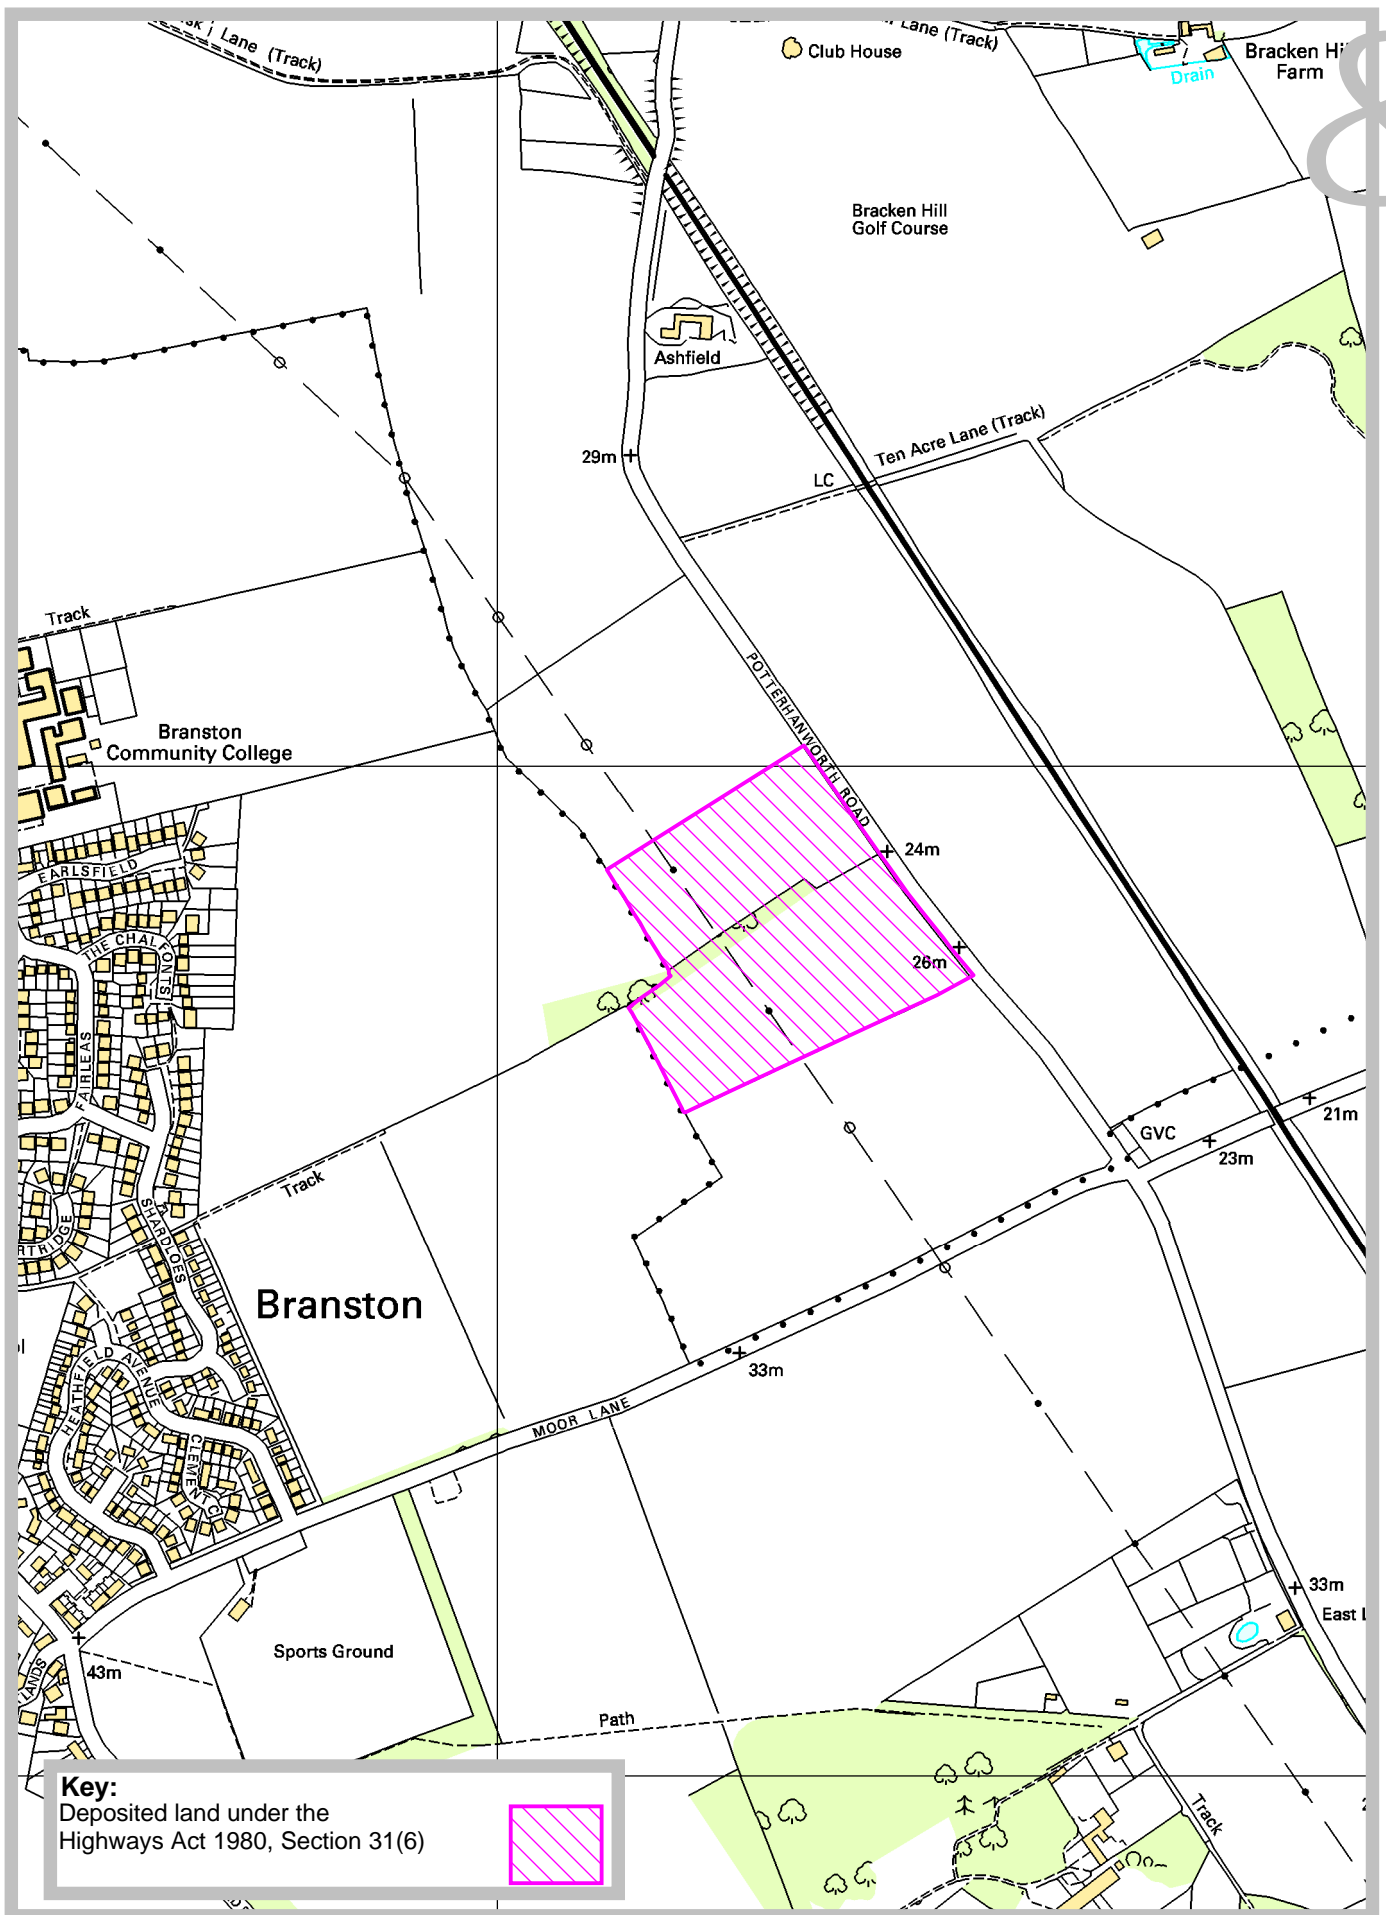 Lane (Track)
Club House
Lane (Track)
Bracken
Farm
Drain
8
Bracken Hill
Golf Course
Ashfield
Ten Acre Lane (Track)
29m
LC
Track
POTTERHANWORTH ROAD
Branston
Community College
24m
EARLSFIELD
THE CHALFONTS
26m
FAIRLEAS
21m
GVC
23m
Track
SHARDLOES
Branston
33m
HEATHFIELD AVENUE
MOOR LANE
CLEMENT C
33m
East
Sports Ground
43m
Path
Track
Key:
Deposited land under the
Highways Act 1980, Section 31(6)